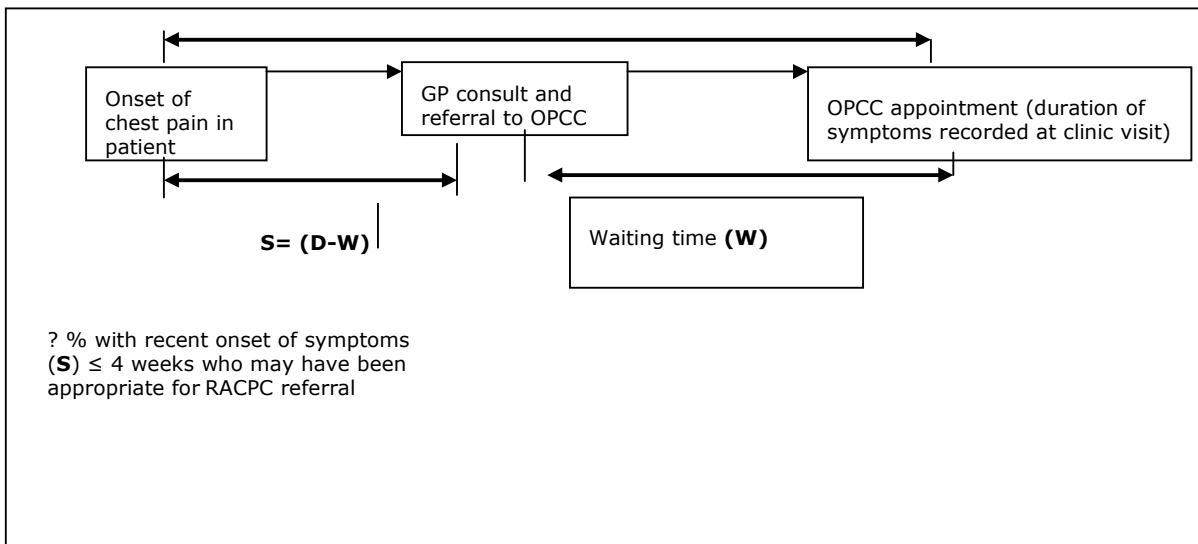 Onset of
chest pain in
patient
GP consult and
referral to OPCC
OPCC appointment (duration of
symptoms recorded at clinic visit)
S= (D-W)
Waiting time (W)
? % with recent onset of symptoms
(S) ≤ 4 weeks who may have been
appropriate for RACPC referral